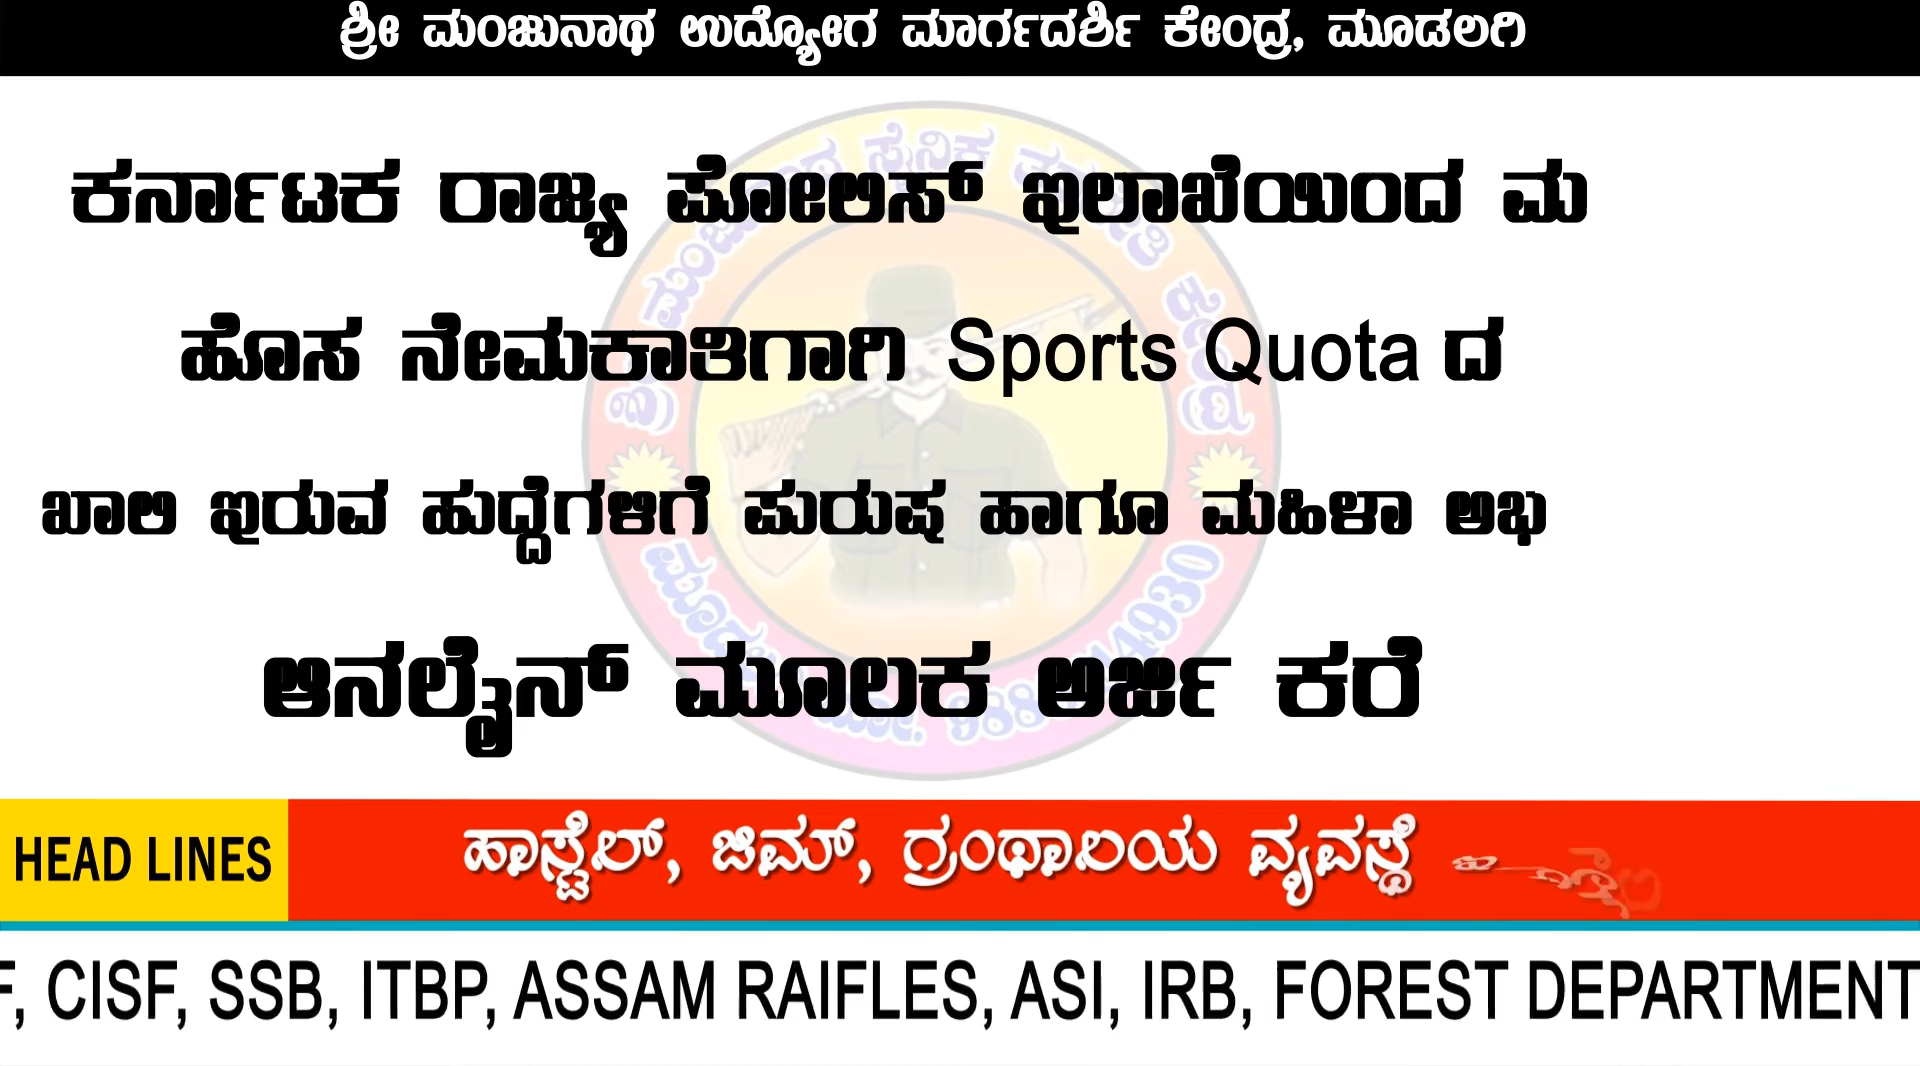 ಶ್ರೀ ಮಂಜುನಾಥ ಉದ್ಯೋಗ ಮಾರ್ಗದರ್ಶಿ ಕೇಂದ್ರ, ಮೂಡಲಗಿ
ಕರ್ನಾಟಕ ರಾಜ್ಯ ಪೋಲಿಸ್ ಇಲಾಖೆಯಿಂದ ಮ
ಹೊಸ ನೇಮಕಾತಿಗಾಗಿ Sports Quota ದ
ಖಾಲಿ ಇರುವ ಹುದ್ದೆಗಳಿಗೆ ಪುರುಷ ಹಾಗೂ ಮಹಿಳಾ ಅಭ
ಆನಲೈನ್ ಮೂಲಕ ಅರ್ಜಿ ಕರೆ
HEAD LINES
ಹಾಸ್ಟೆಲ್, ಜಿಮ್, ಗ್ರಂಥಾಲಯ ವ್ಯವಸ್ಥೆ
F, CISF, SSB, ITBP, ASSAM RAIFLES, ASI, IRB, FOREST DEPARTMENT